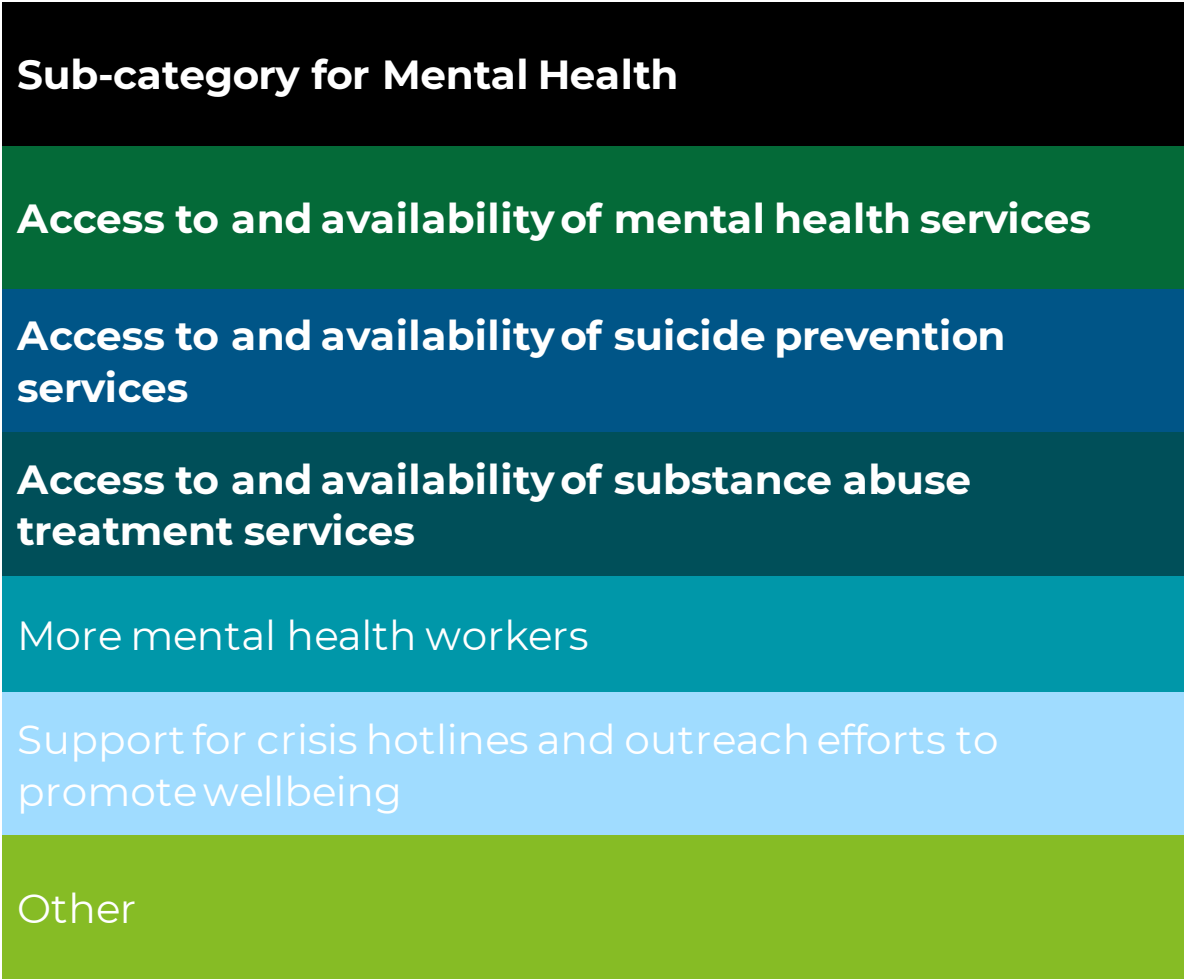 Sub-category for Mental Health
Access to and availability of mental health services
Access to and availability of suicide prevention
services
Access to and availability of substance abuse
treatment services
More mental health workers
Support for crisis hotlines and outreach efforts to
promote wellbeing
Other